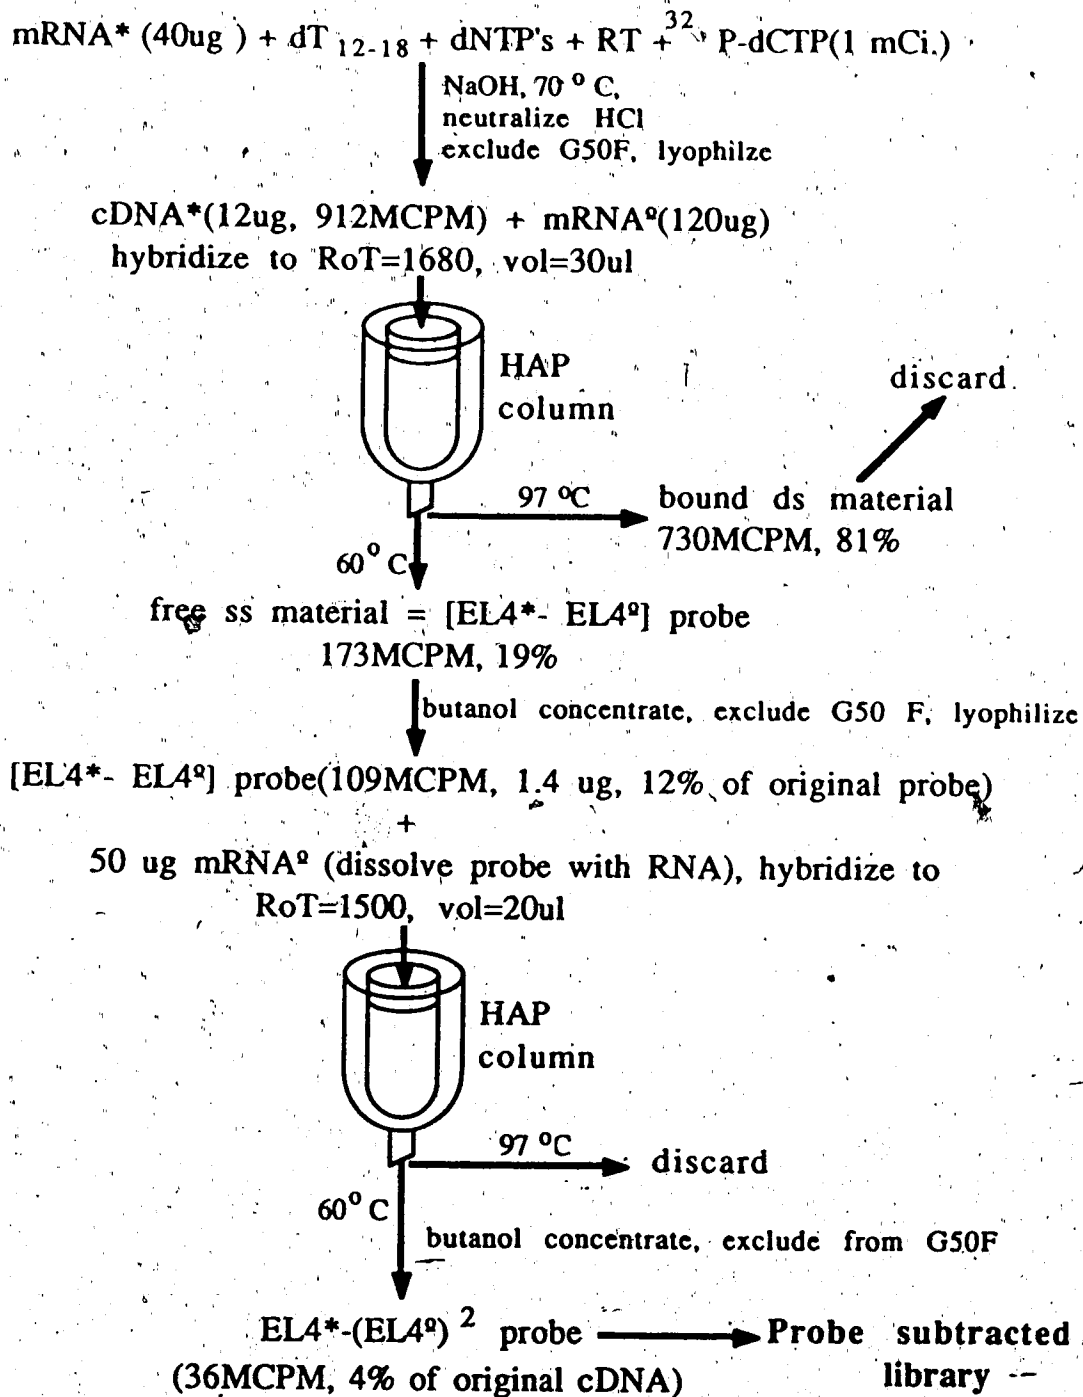 mRNA* (40ug ) + dT 12-18 + dNTP's + RT + 32 P-dCTP(1 mCi.)
NaOH, 70 º C,
neutralize HCl
exclude G50F, lyophilze
cDNA*(12ug, 912MCPM) + mRNAº(120ug)
hybridize to RoT=1680, vol=30ul
HAP
column
discard
97 ºC
bound ds material
730MCPM, 81%
60º C
free ss material = [EL4*- EL4º] probe
173MCPM, 19%
butanol concentrate, exclude G50 F, lyophilize
[EL4*- EL4º] probe(109MCPM, 1.4 ug, 12% of original probe)
+
50 ug mRNAº (dissolve probe with RNA), hybridize to
RoT=1500, vol=20ul
HAP
column
97 ºC
discard
60º C
butanol concentrate, exclude from G50F
EL4*-(EL4º) 2 probe
Probe subtracted
library --
(36MCPM, 4% of original cDNA)